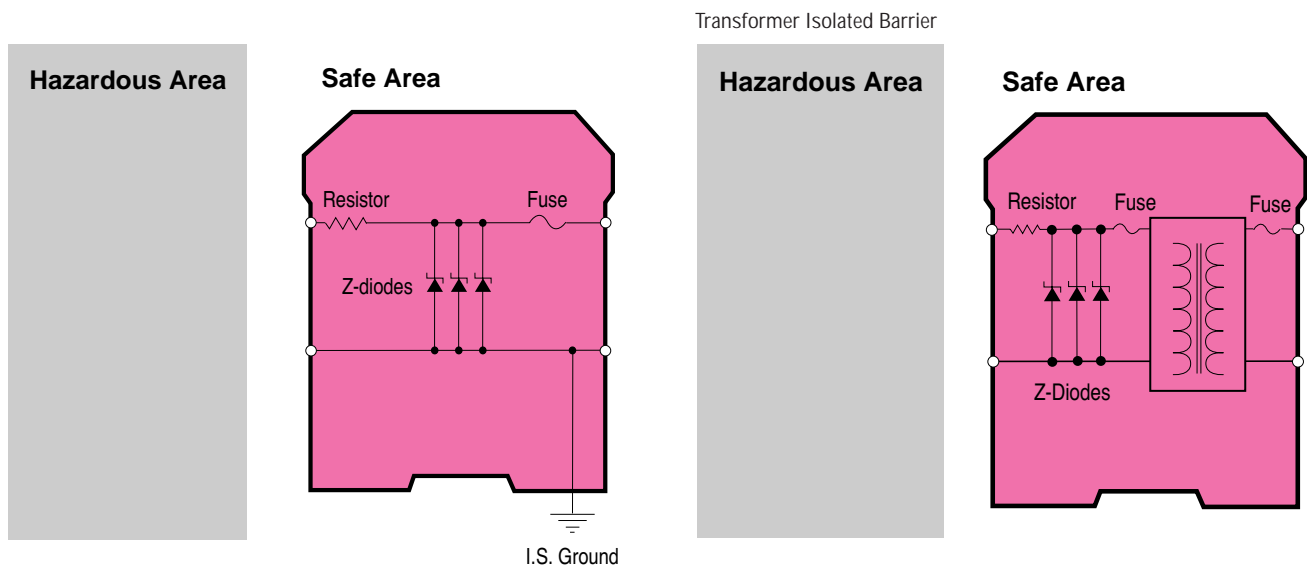 Transformer Isolated Barrier
Hazardous Area
Safe Area
Resistor
Fuse
Z-diodes
I.S. Ground
Hazardous Area
Safe Area
Resistor
Fuse
Fuse
Z-Diodes